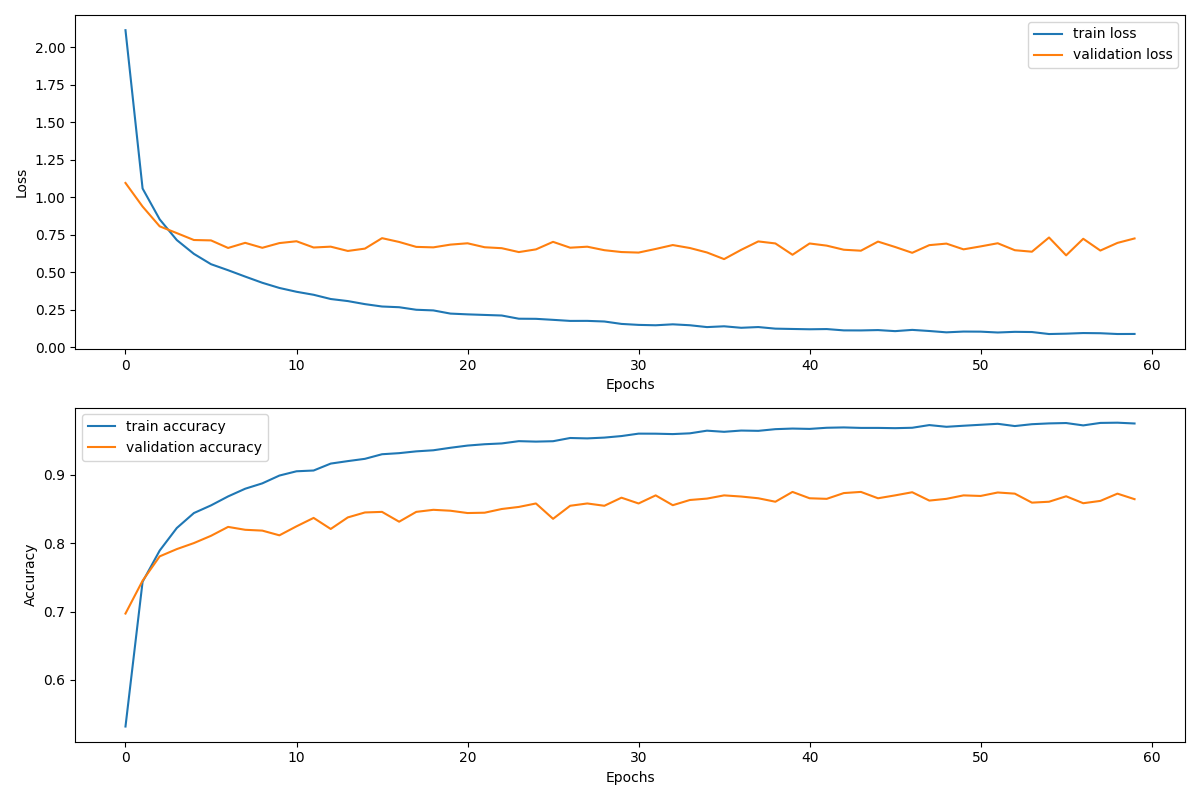 train loss
validation loss
2.00
1.75
1.50
1.25
1.00
0.75
0.50
0.25
0.00
Loss
0 10 20 30 40 50 60
Epochs
train accuracy
validation accuracy
0.9
0.8
0.7
0.6
Accuracy
0 10 20 30 40 50 60
Epochs